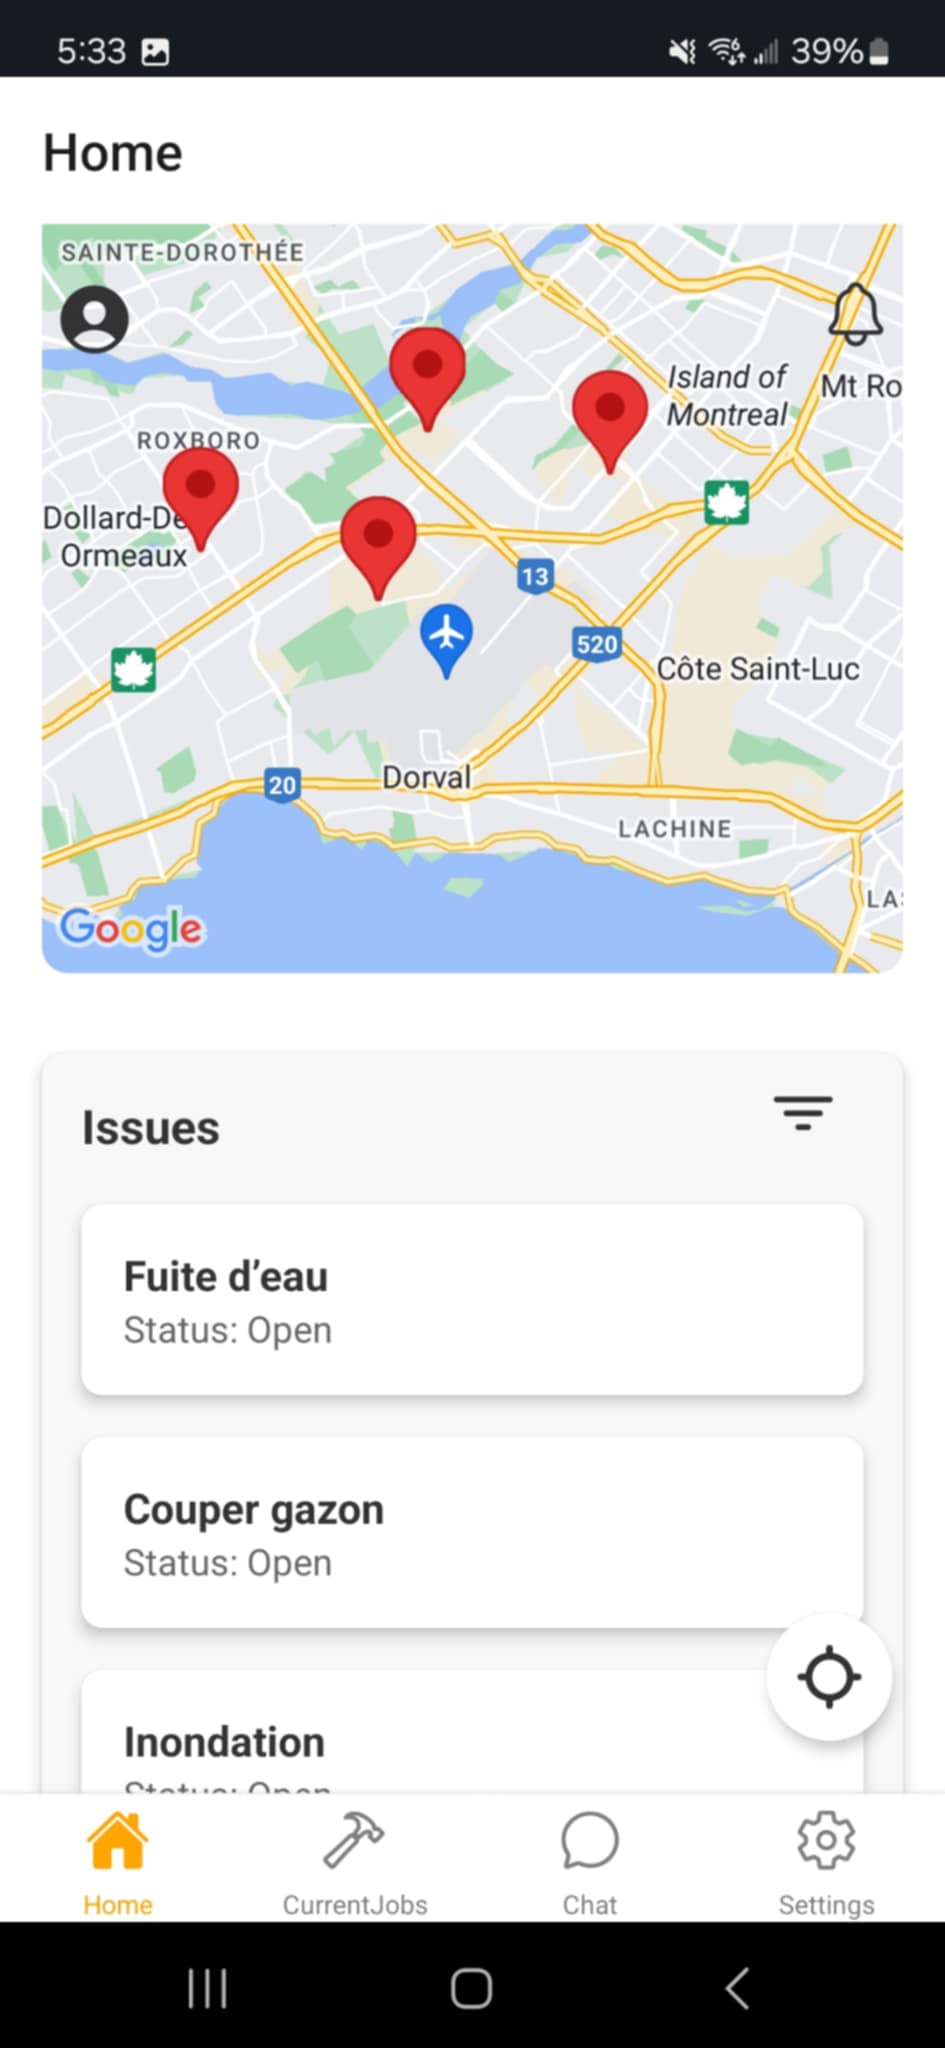 5:33
39%
Home
SAINTE-DOROTHÉE
Island of
Montreal
Mt Ro
ROXBORO
Dollard-De
Ormeaux
13
520
Côte Saint-Luc
20
Dorval
LACHINE
LA
Google
Issues
Fuite d’eau
Status: Open
Couper gazon
Status: Open
Inondation
Status: Open
Home
CurrentJobs
Chat
Settings